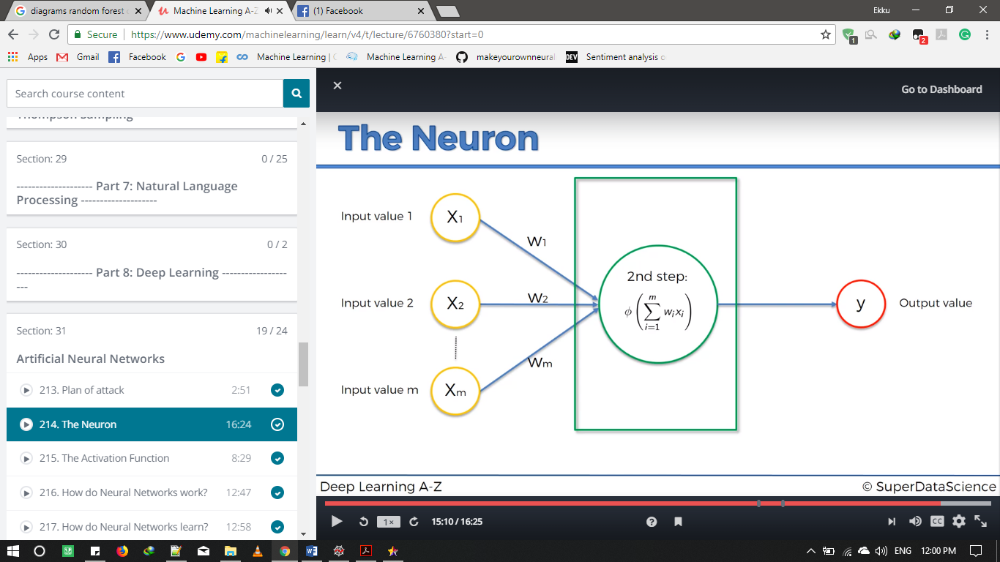 diagrams random forest
Machine Learning A-Z
(1) Facebook
Ekku
Secure
https://www.udemy.com/machinelearning/learn/v4/t/lecture/6760380?start=0
1
2
Apps
Gmail
Facebook
Machine Learning | C
Machine Learning A-
makeyourownneural
DEV
Sentiment analysis o
Search course content
Thompson Sampling
Section: 29
0 / 25
-------------------- Part 7: Natural Language
Processing --------------------
Section: 30
0 / 2
-------------------- Part 8: Deep Learning -----------------
---
Section: 31
19 / 24
Artificial Neural Networks
213. Plan of attack
2:51
214. The Neuron
16:24
215. The Activation Function
8:29
216. How do Neural Networks work?
12:47
217. How do Neural Networks learn?
12:58
Go to Dashboard
The Neuron
Input value 1
X1
W1
Input value 2
X2
W2
Input value m
Xm
Wm
2nd step:
ϕ(∑ᵢ₌₁ᵐ wᵢxᵢ)
y
Output value
Deep Learning A-Z
© SuperDataScience
1×
15:10 / 16:25
?
CC
ENG
12:00 PM